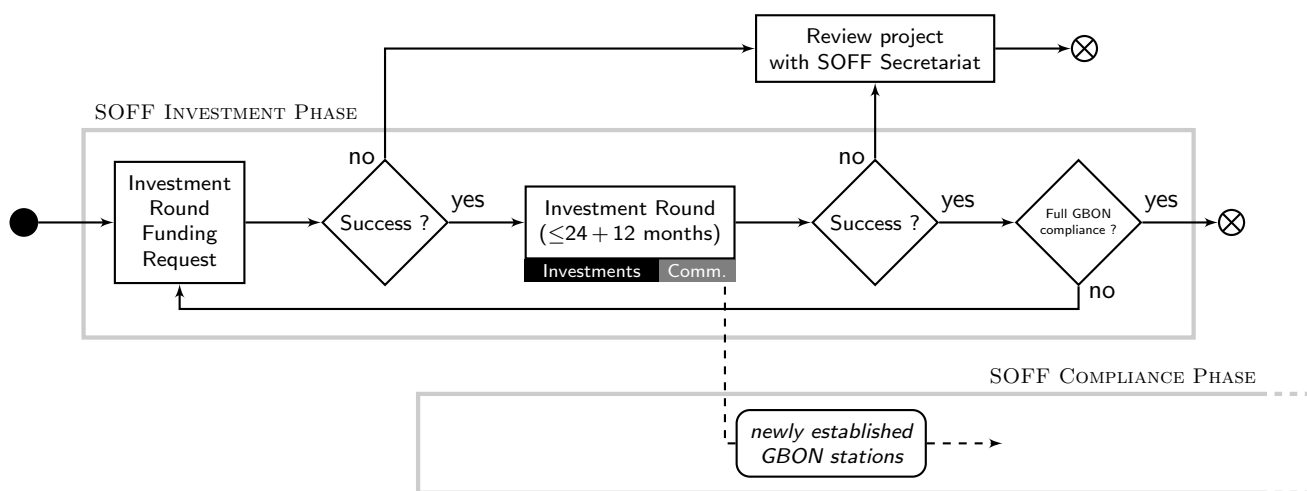 Review project
with SOFF Secretariat
SOFF INVESTMENT PHASE
no
no
Investment
Round
Funding
Request
Success ?
yes
Investment Round
(≤24 + 12 months)
Investments
Comm.
Success ?
yes
Full GBON
compliance ?
yes
no
SOFF COMPLIANCE PHASE
newly established
GBON stations